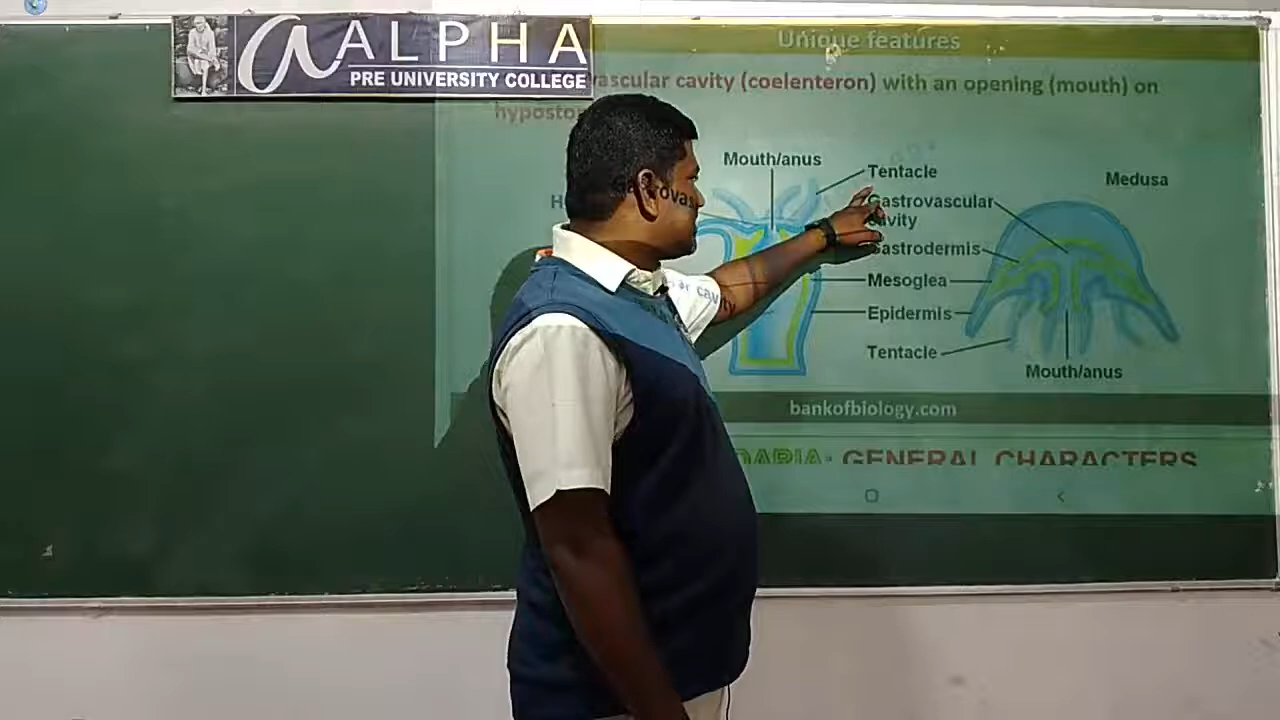 ALPHA
PRE UNIVERSITY COLLEGE
Unique features
vascular cavity (coelenteron) with an opening (mouth) on
Mouth/anus
Tentacle
Medusa
Gastrovascular
cavity
Gastrodermis
Mesoglea
Epidermis
Tentacle
Mouth/anus
bankofbiology.com
GENERAL CHARACTERS